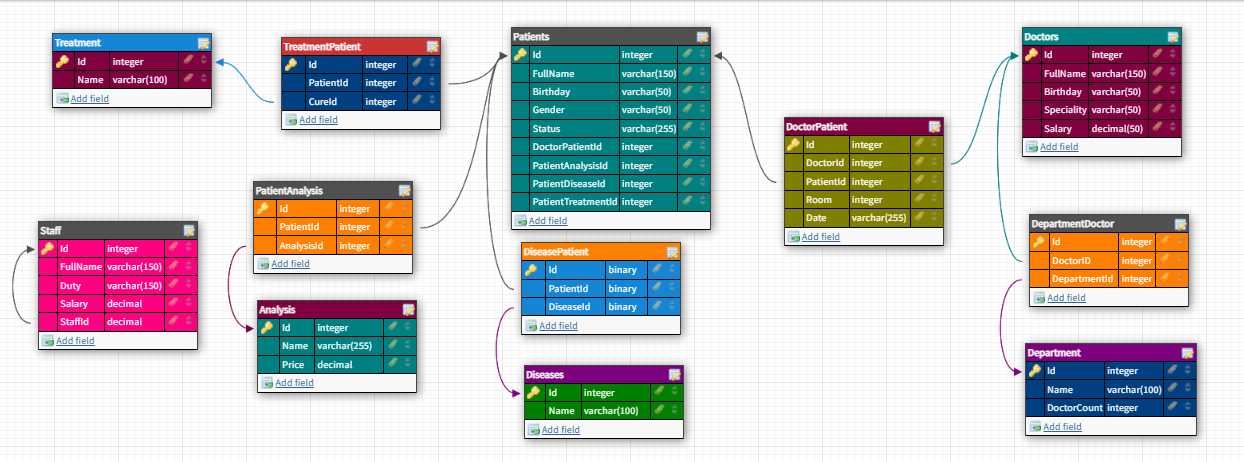 Treatment
Id integer
Name varchar(100)
Add field
TreatmentPatient
Id integer
PatientId integer
CureId integer
Add field
Patients
Id integer
FullName varchar(150)
Birthday varchar(50)
Gender varchar(50)
Status varchar(255)
DoctorPatientId integer
PatientAnalysisId integer
PatientDiseaseId integer
PatientTreatmentId integer
Add field
Doctors
Id integer
FullName varchar(150)
Birthday varchar(50)
Speciality varchar(50)
Salary decimal(50)
Add field
DoctorPatient
Id integer
DoctorId integer
PatientId integer
Room integer
Date varchar(255)
Add field
PatientAnalysis
Id integer
PatientId integer
AnalysisId integer
Add field
Staff
Id integer
FullName varchar(150)
Duty varchar(150)
Salary decimal
StaffId decimal
Add field
DiseasePatient
Id binary
PatientId binary
DiseaseId binary
Add field
DepartmentDoctor
Id integer
DoctorID integer
DepartmentId integer
Add field
Analysis
Id integer
Name varchar(255)
Price decimal
Add field
Diseases
Id integer
Name varchar(100)
Add field
Department
Id integer
Name varchar(100)
DoctorCount integer
Add field